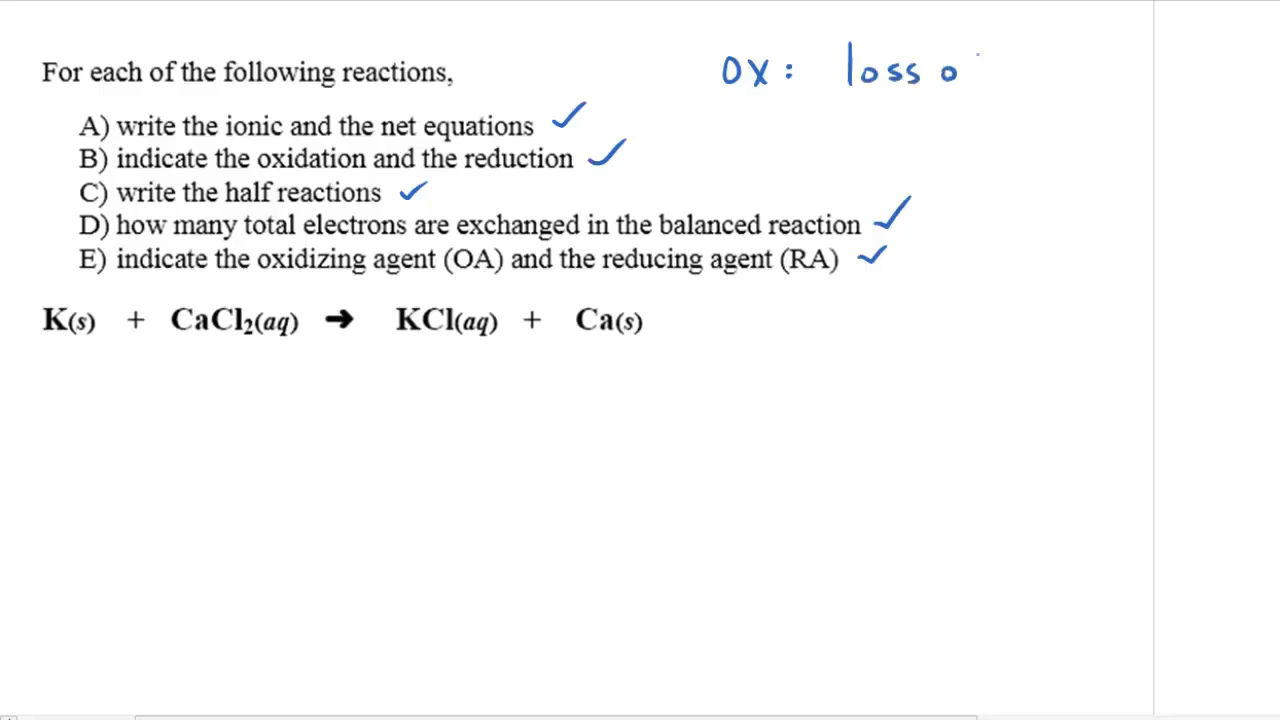 For each of the following reactions,
OX: loss o
A) write the ionic and the net equations
B) indicate the oxidation and the reduction
C) write the half reactions
D) how many total electrons are exchanged in the balanced reaction
E) indicate the oxidizing agent (OA) and the reducing agent (RA)
K(s) + CaCl₂(aq) ➔ KCl(aq) + Ca(s)